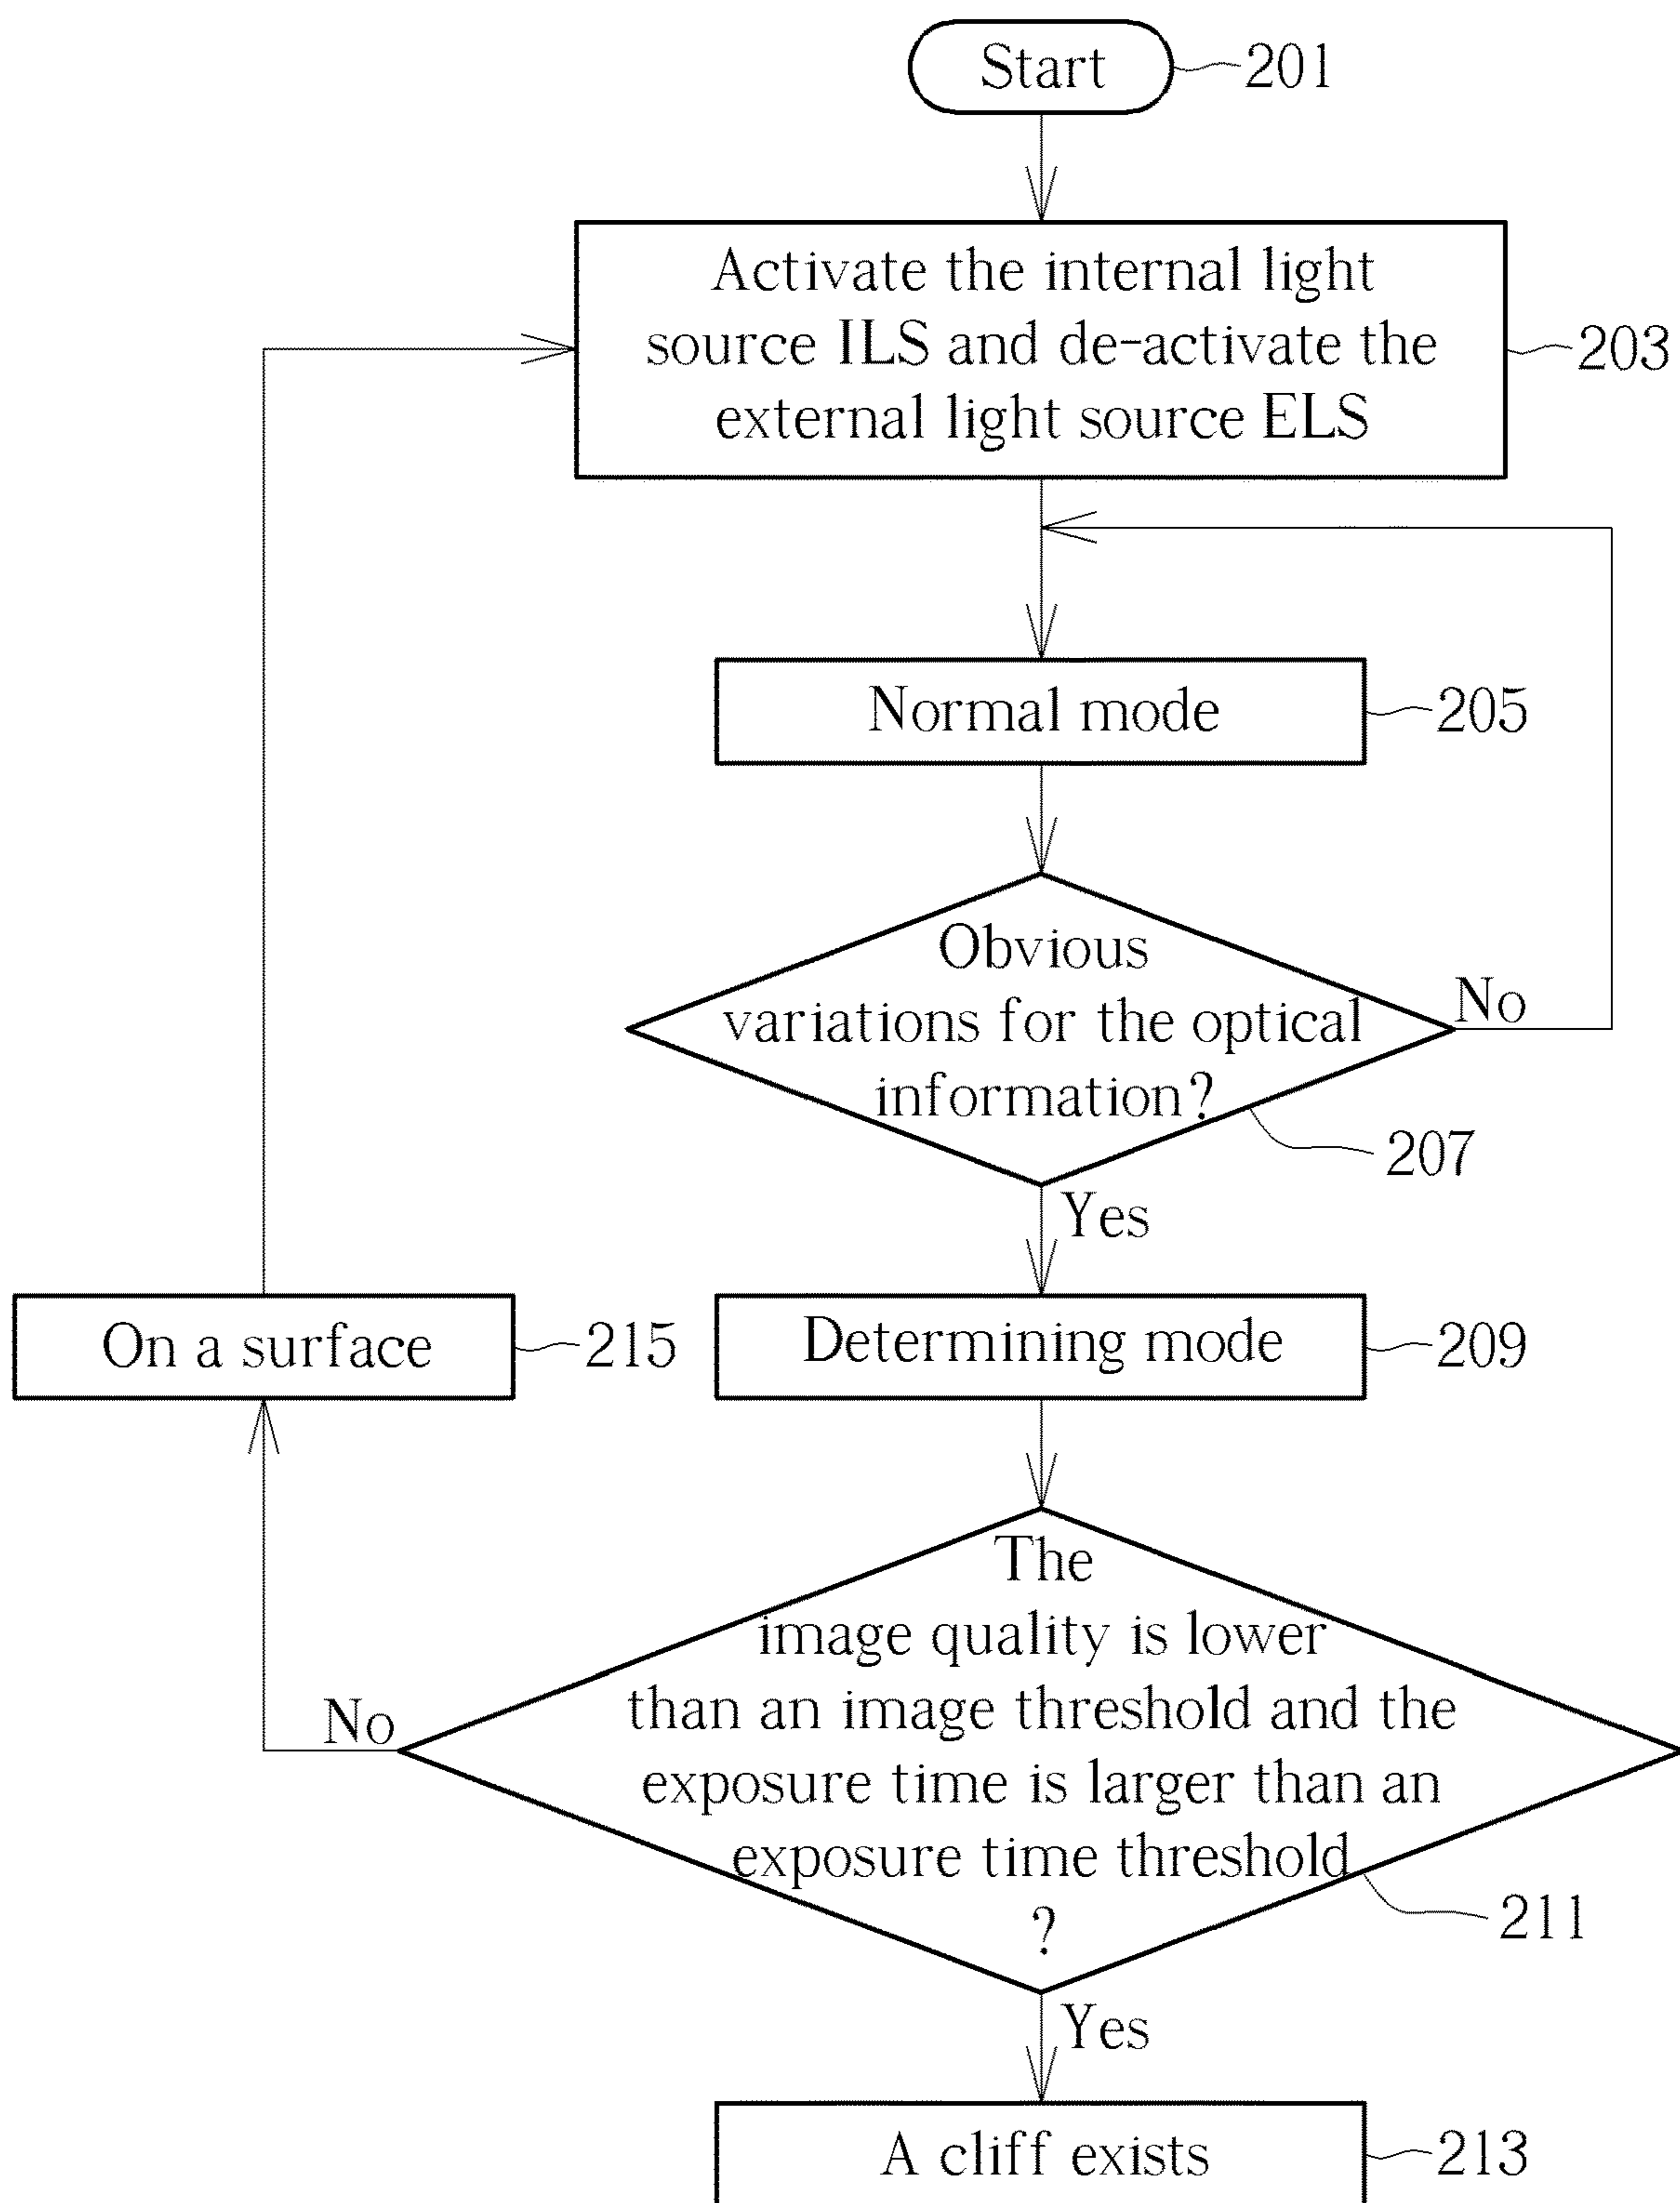 Start
201
Activate the internal light
source ILS and de-activate the
external light source ELS
203
Normal mode
205
Obvious
variations for the optical
information?
No
207
Yes
On a surface
215
Determining mode
209
The
image quality is lower
than an image threshold and the
exposure time is larger than an
exposure time threshold
?
No
211
Yes
A cliff exists
213